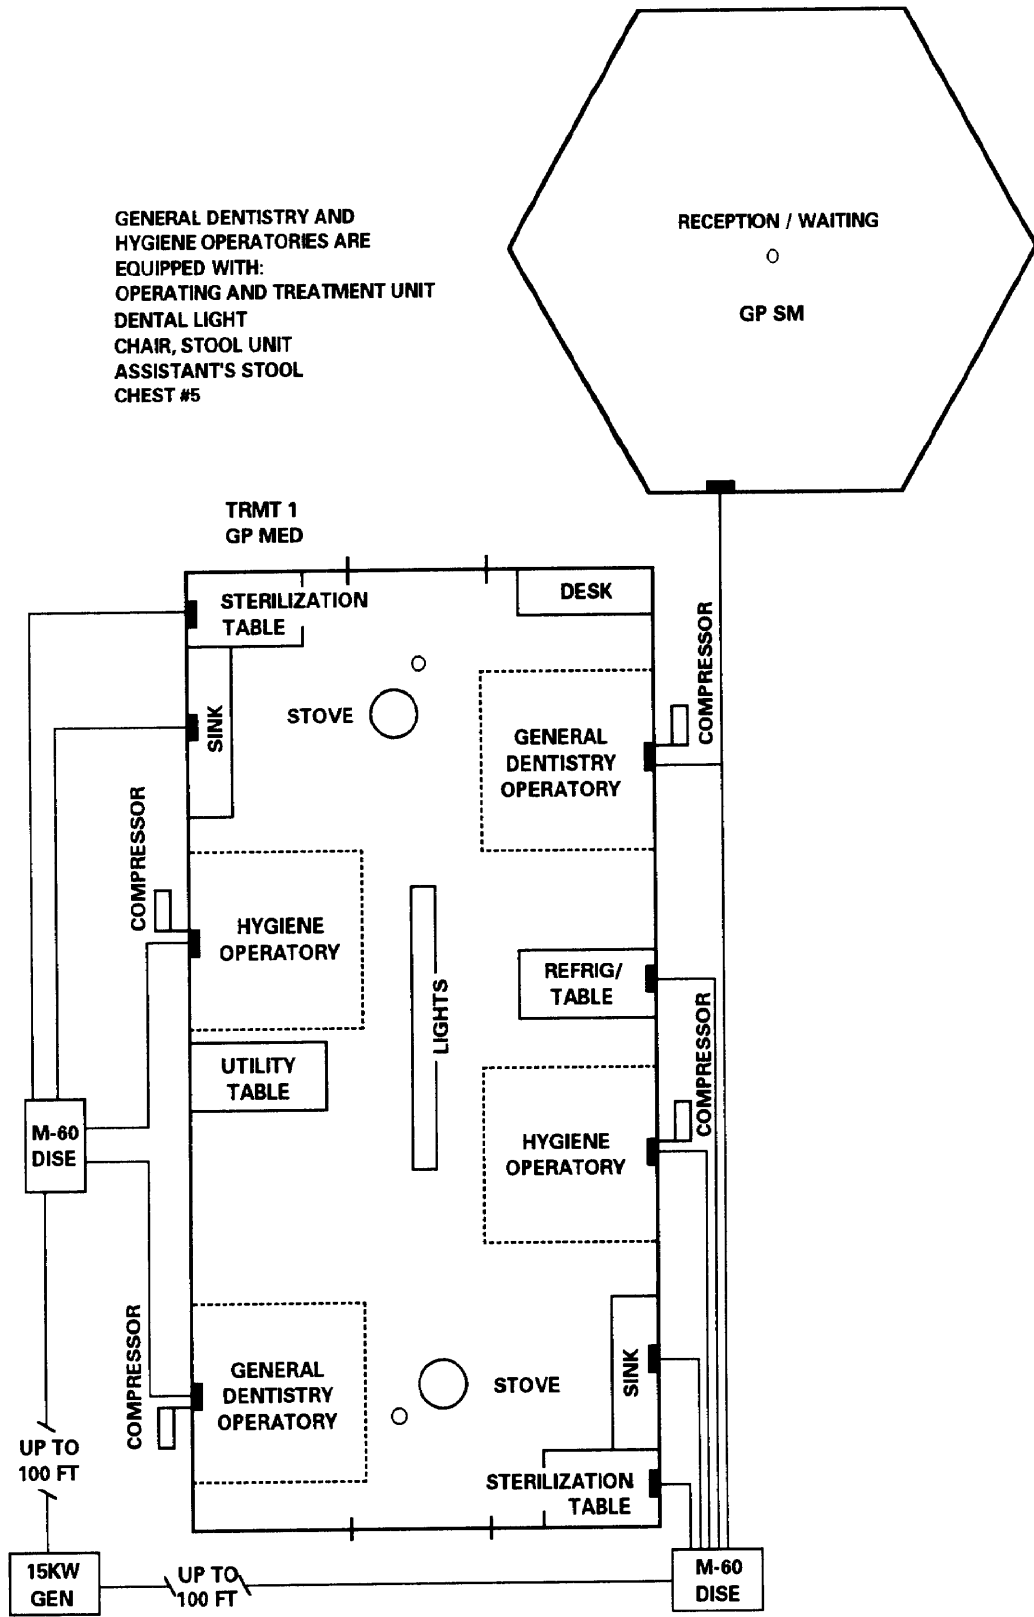 RECEPTION / WAITING
GP SM
GENERAL DENTISTRY AND
HYGIENE OPERATORIES ARE
EQUIPPED WITH:
OPERATING AND TREATMENT UNIT
DENTAL LIGHT
CHAIR, STOOL UNIT
ASSISTANT'S STOOL
CHEST #5
TRMT 1
GP MED
STERILIZATION
TABLE
DESK
COMPRESSOR
SINK
STOVE
GENERAL
DENTISTRY
OPERATORY
COMPRESSOR
HYGIENE
OPERATORY
LIGHTS
REFRIG/
TABLE
COMPRESSOR
UTILITY
TABLE
M-60
DISE
HYGIENE
OPERATORY
COMPRESSOR
GENERAL
DENTISTRY
OPERATORY
STOVE
SINK
UP TO
100 FT
STERILIZATION
TABLE
15KW
GEN
UP TO
100 FT
M-60
DISE